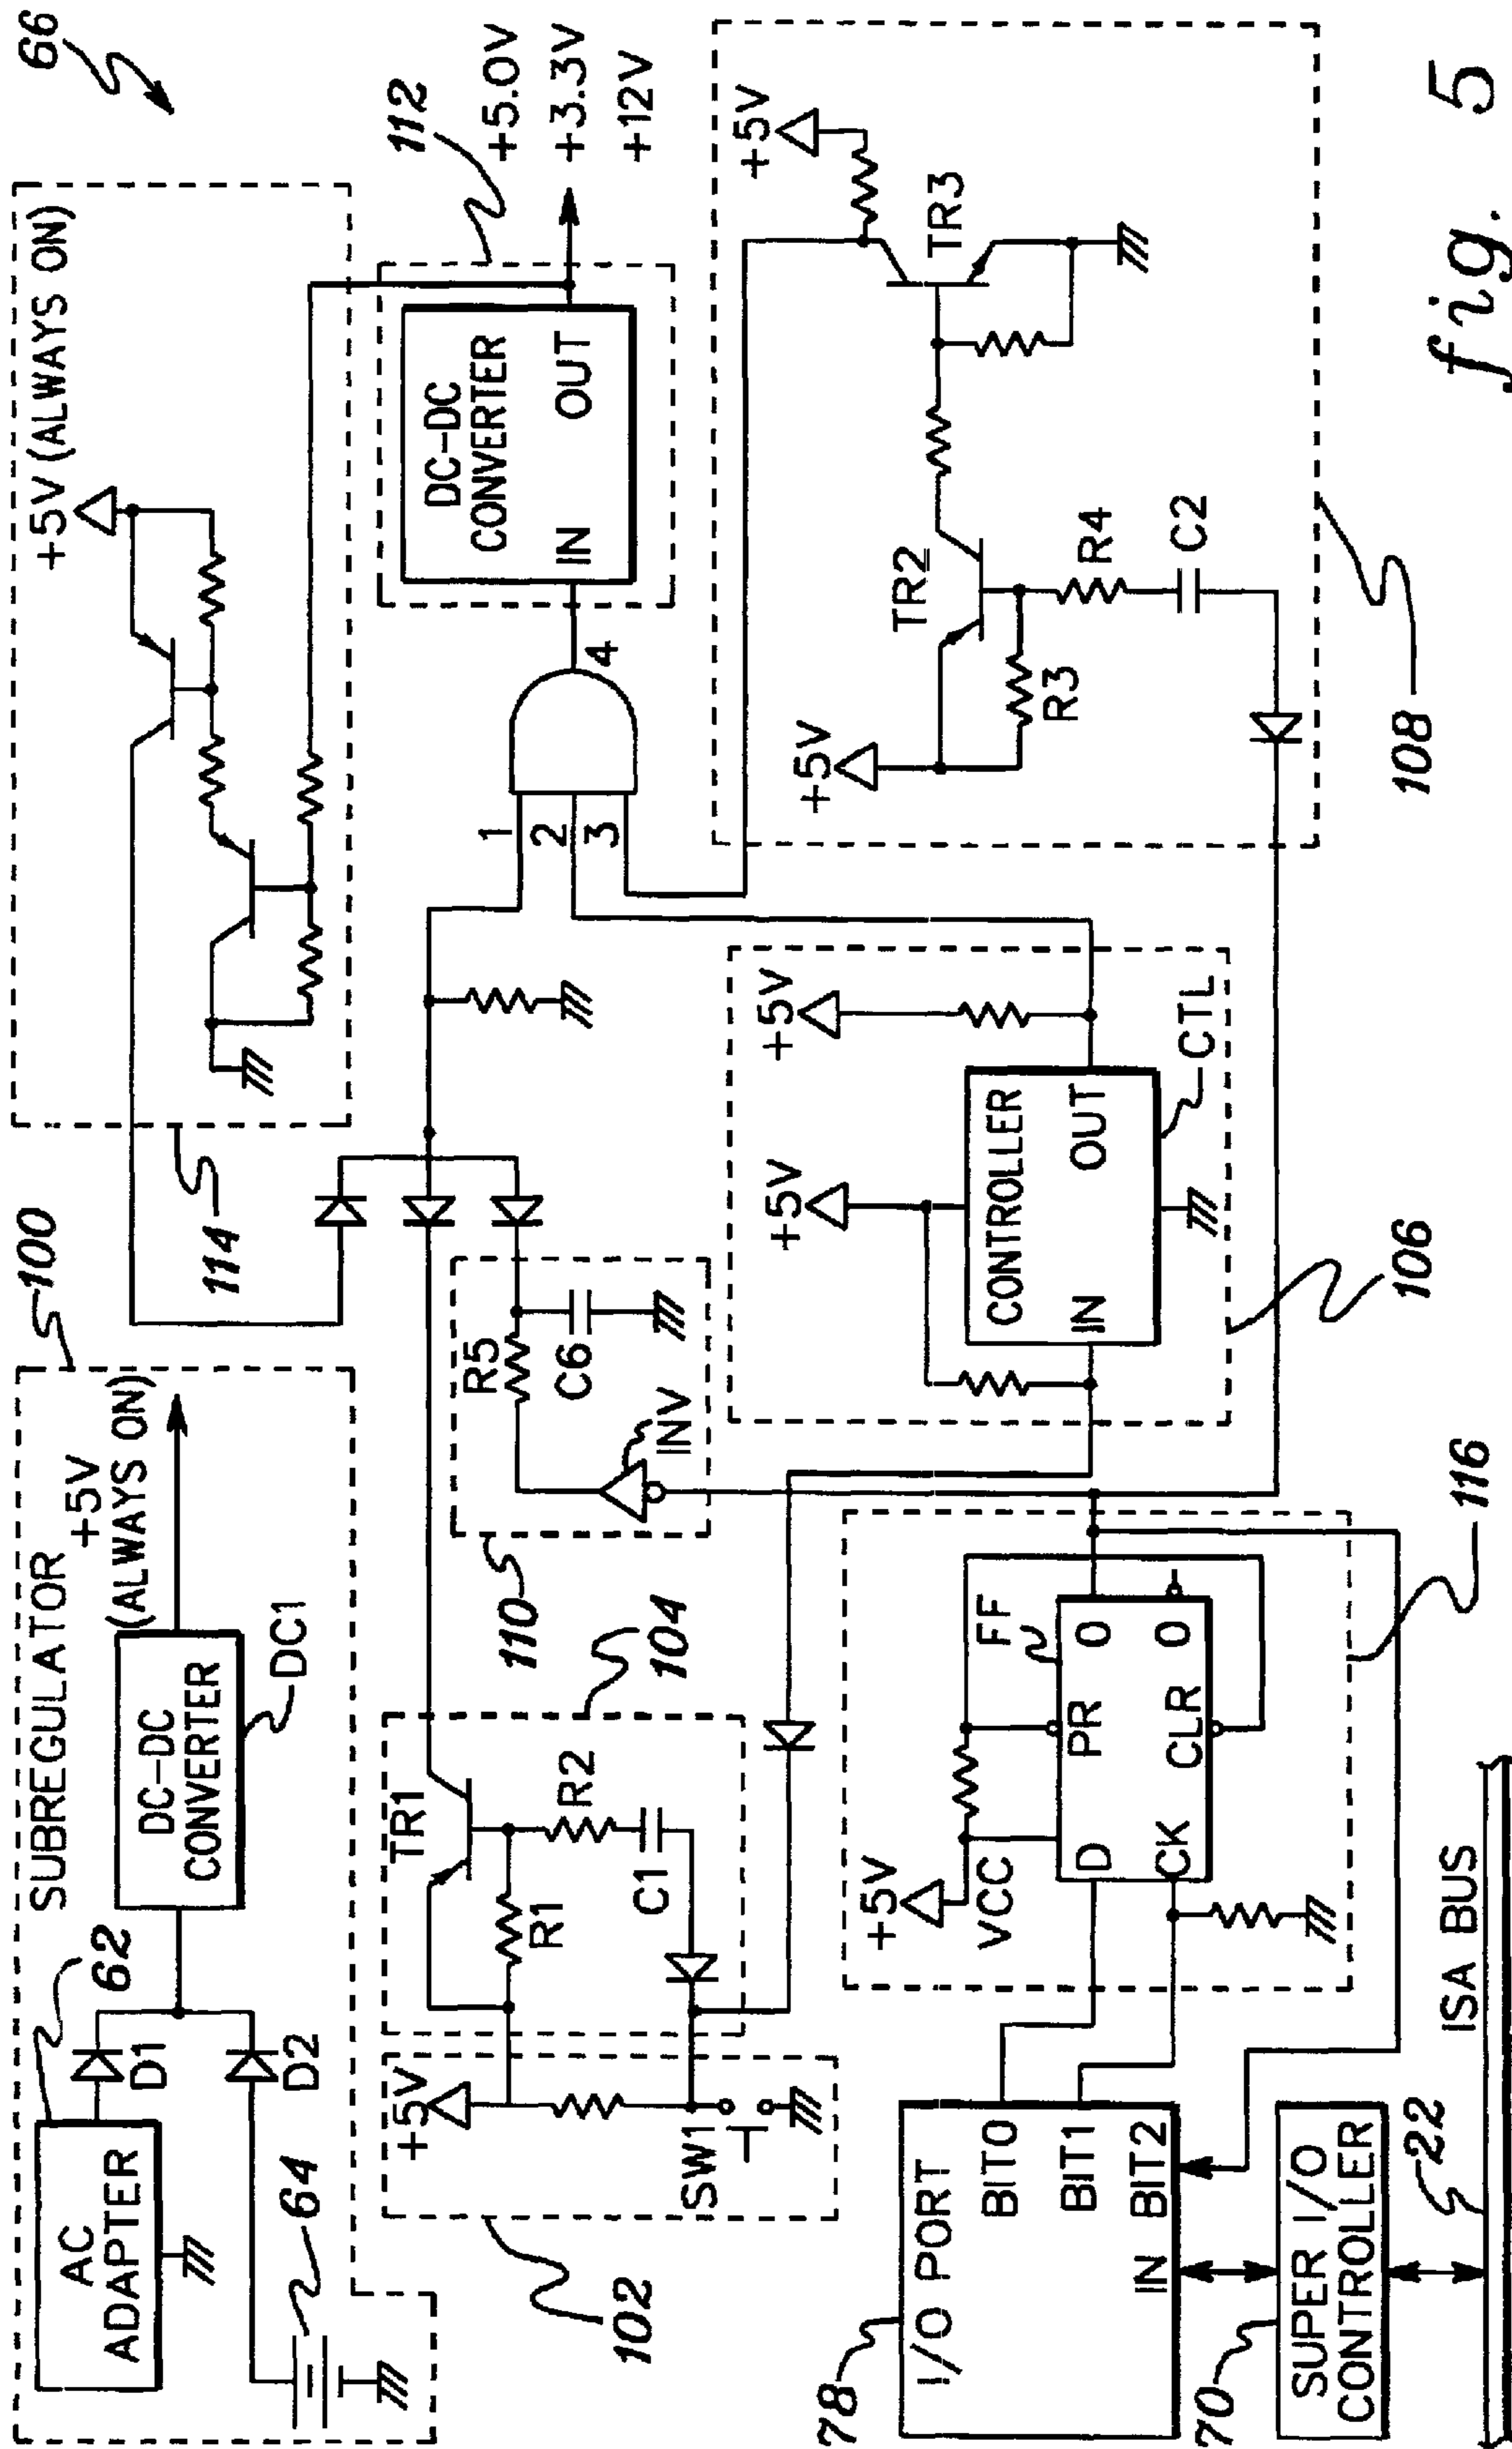 66
SUBREGULATOR
100
+5V
(ALWAYS ON)
AC
ADAPTER
62
D1
D2
64
DC-DC
CONVERTER
DC1
114
+5V (ALWAYS ON)
112
DC-DC
CONVERTER
IN
OUT
+5.0V
+3.3V
+12V
102
+5V
SW1
104
TR1
R1
R2
C1
110
R5
C6
INV
1
2
3
4
106
+5V
+5V
CONTROLLER
IN
OUT
CTL
108
+5V
+5V
TR2
TR3
R3
R4
C2
116
+5V
VCC
FF
D
PR
O
CK
CLR
O
78
I/O PORT
BIT0
BIT1
BIT2
IN
70
SUPER I/O
CONTROLLER
22
ISA BUS
fig. 5